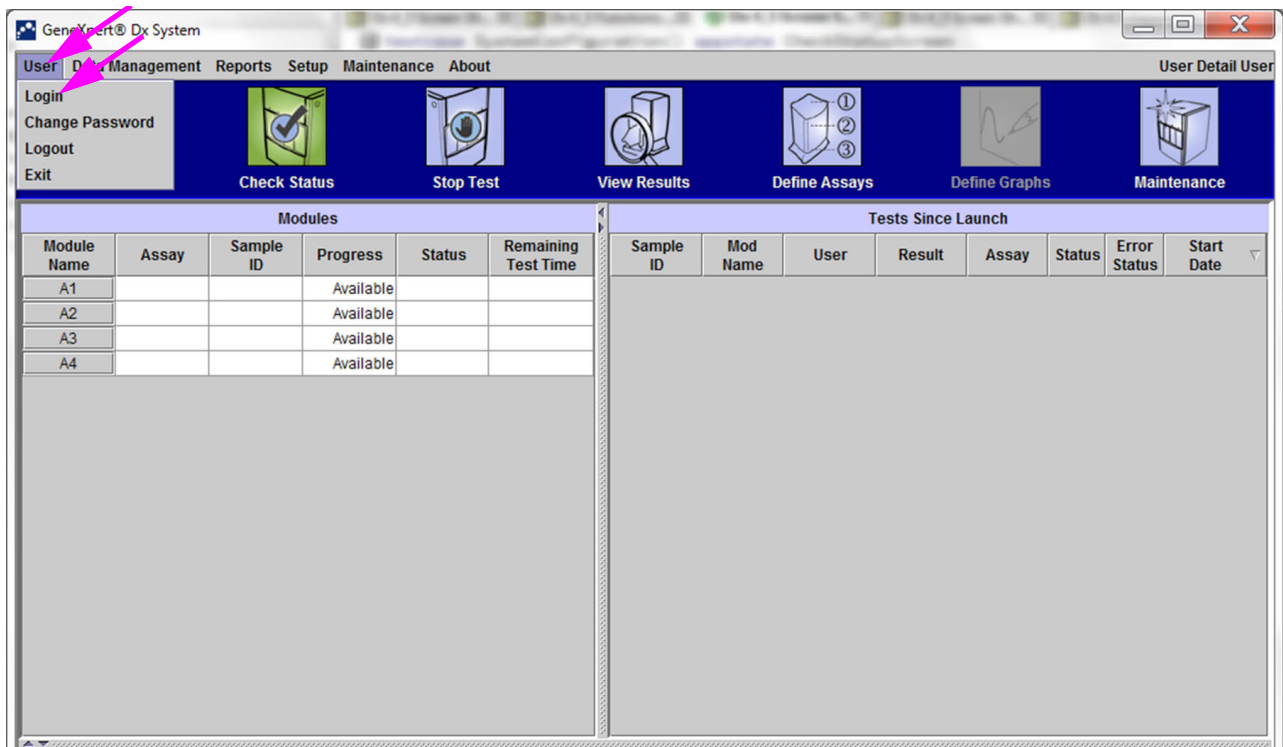 GeneXpert® Dx System
User Data Management Reports Setup Maintenance About User Detail User
Login
Change Password
Logout
Exit
Check Status Stop Test View Results Define Assays Define Graphs Maintenance
1
2
3
Modules
Module Name Assay Sample ID Progress Status Remaining Test Time
A1 Available
A2 Available
A3 Available
A4 Available
Tests Since Launch
Sample ID Mod Name User Result Assay Status Error Status Start Date